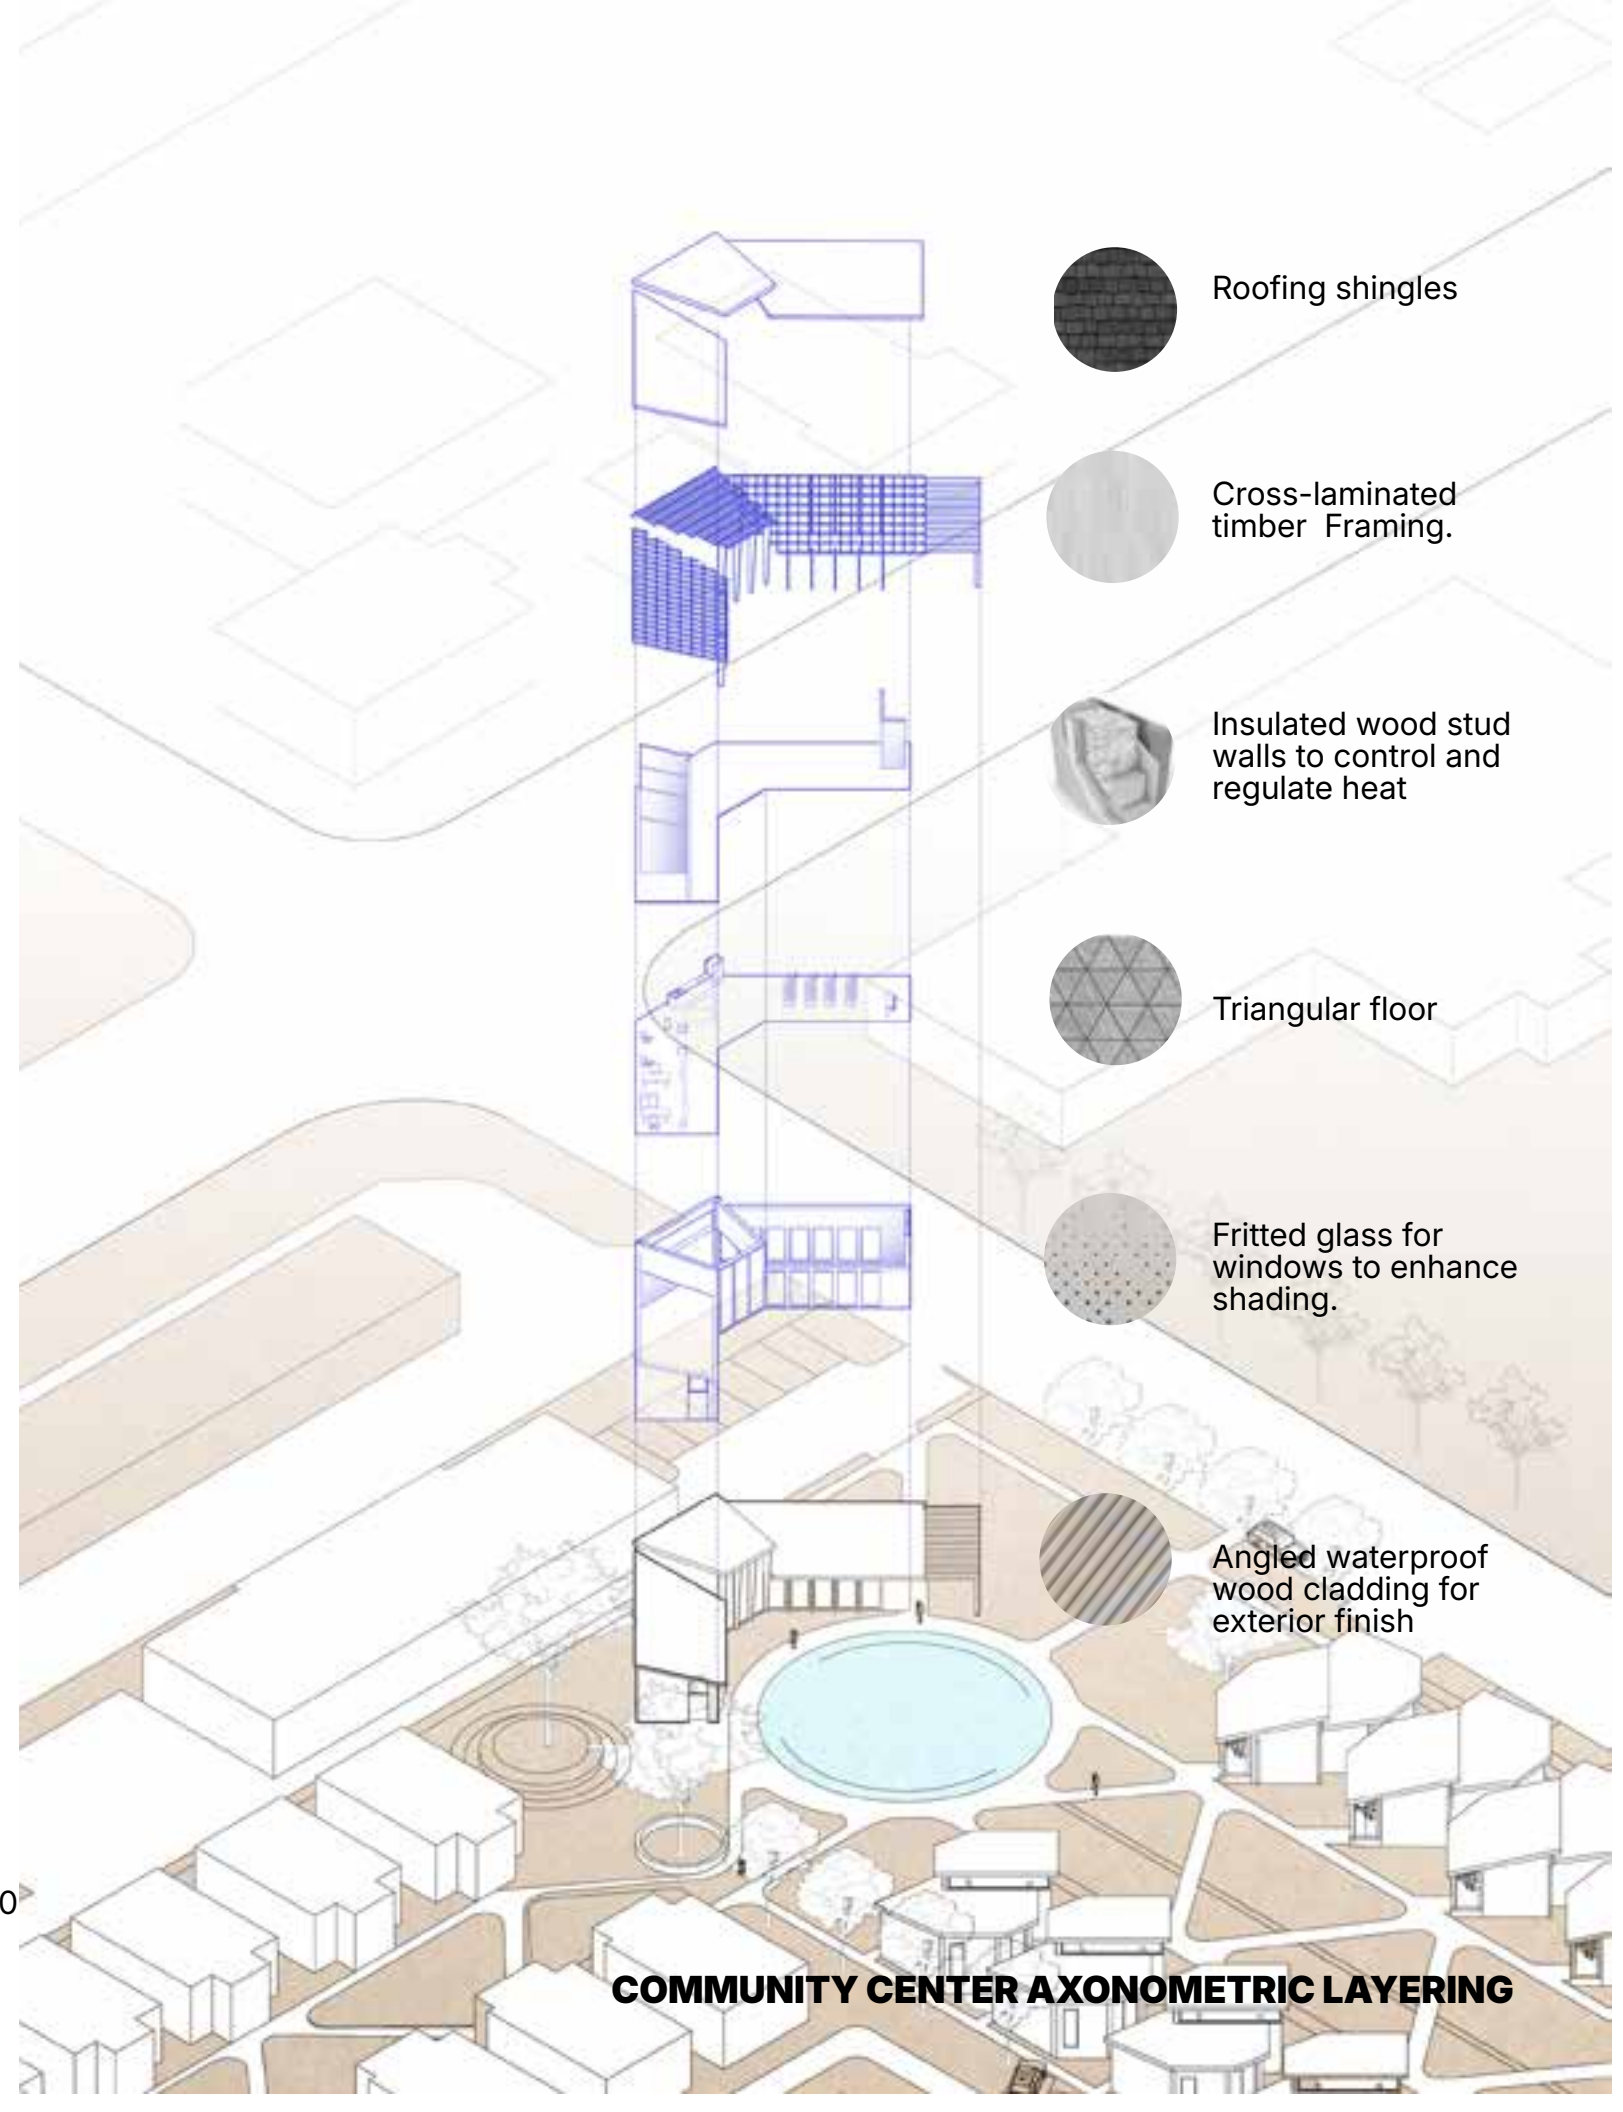 Roofing shingles
Cross-laminated
timber  Framing.
Insulated wood stud
walls to control and
regulate heat
Triangular floor
Fritted glass for
windows to enhance
shading.
Angled waterproof
wood cladding for
exterior finish
0
COMMUNITY CENTER AXONOMETRIC LAYERING